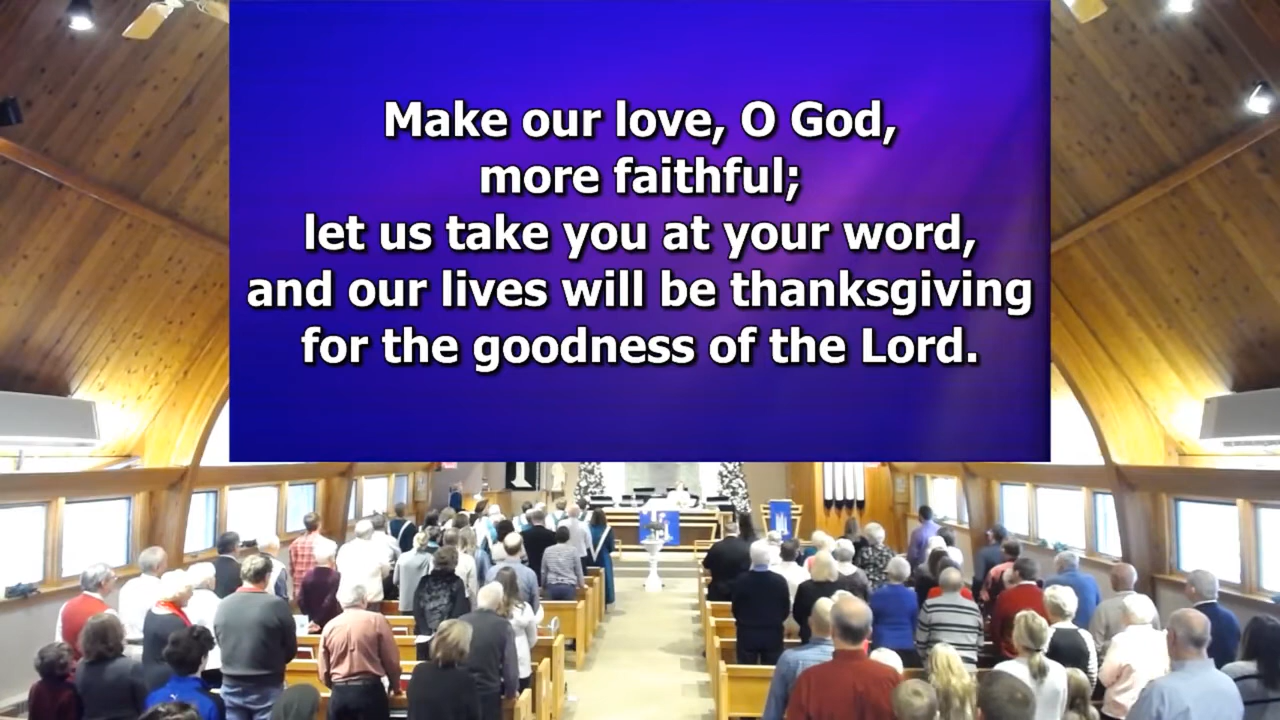 Make our love, O God,
more faithful;
let us take you at your word,
and our lives will be thanksgiving
for the goodness of the Lord.